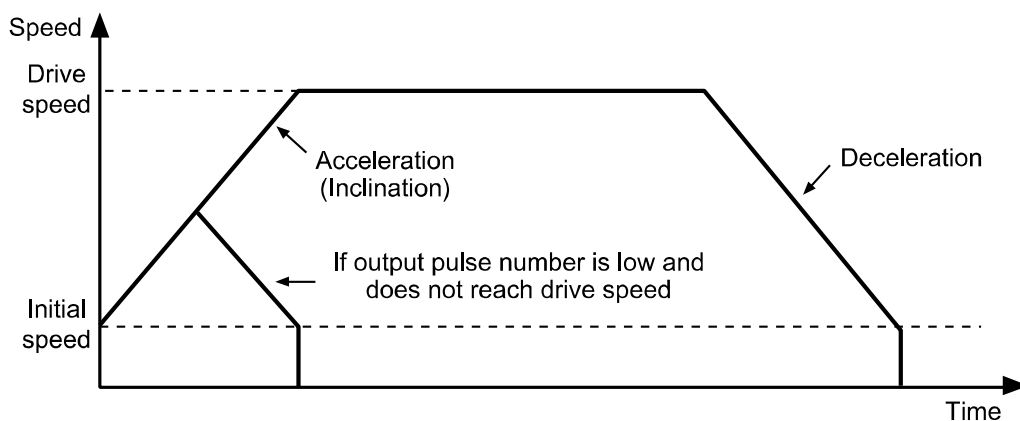 Speed
Drive
speed
Acceleration
(Inclination)
Deceleration
If output pulse number is low and
does not reach drive speed
Initial
speed
Time